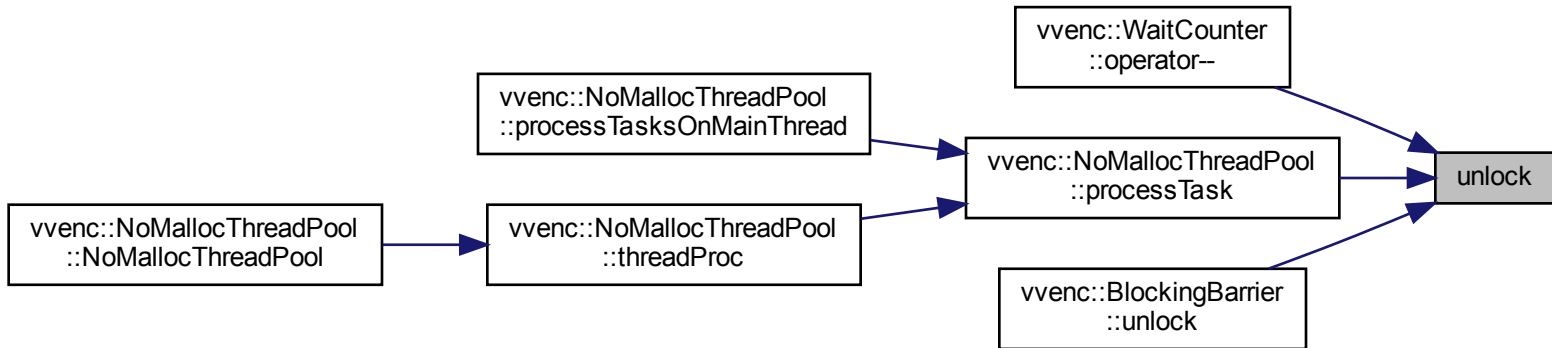 vvenc::WaitCounter
::operator--
vvenc::NoMallocThreadPool
::processTasksOnMainThread
vvenc::NoMallocThreadPool
::processTask
unlock
vvenc::NoMallocThreadPool
::NoMallocThreadPool
vvenc::NoMallocThreadPool
::threadProc
vvenc::BlockingBarrier
::unlock